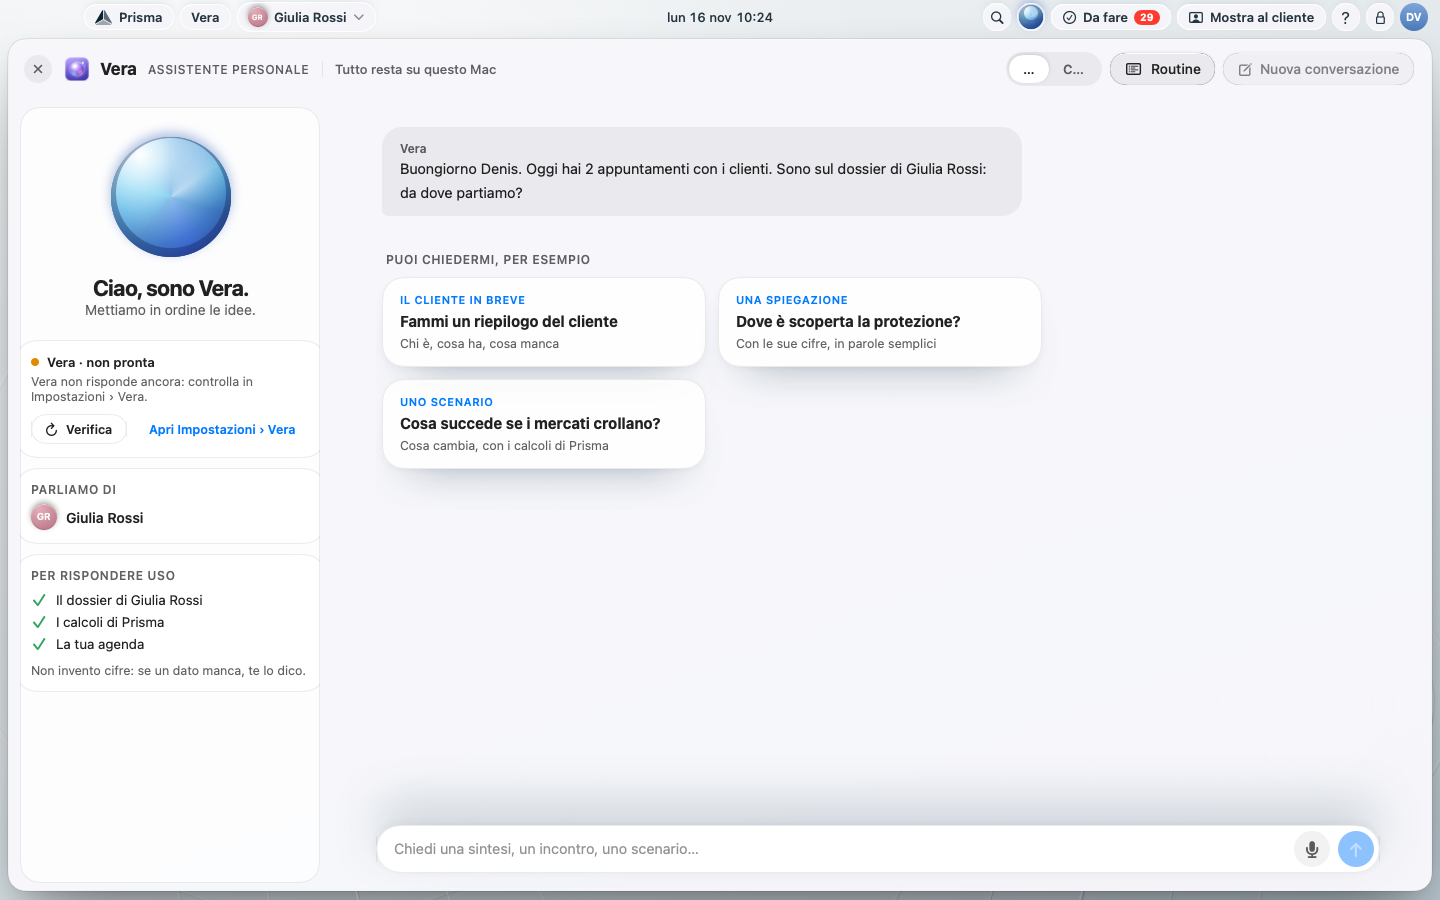 Prisma
Vera
GR Giulia Rossi
lun 16 nov 10:24
Da fare 29
Mostra al cliente
?
DV
Vera ASSISTENTE PERSONALE Tutto resta su questo Mac
...
C...
Routine
Nuova conversazione
Ciao, sono Vera.
Mettiamo in ordine le idee.
Vera · non pronta
Vera non risponde ancora: controlla in
Impostazioni › Vera.
Verifica
Apri Impostazioni › Vera
PARLIAMO DI
GR Giulia Rossi
PER RISPONDERE USO
Il dossier di Giulia Rossi
I calcoli di Prisma
La tua agenda
Non invento cifre: se un dato manca, te lo dico.
Vera
Buongiorno Denis. Oggi hai 2 appuntamenti con i clienti. Sono sul dossier di Giulia Rossi:
da dove partiamo?
PUOI CHIEDERMI, PER ESEMPIO
IL CLIENTE IN BREVE
Fammi un riepilogo del cliente
Chi è, cosa ha, cosa manca
UNA SPIEGAZIONE
Dove è scoperta la protezione?
Con le sue cifre, in parole semplici
UNO SCENARIO
Cosa succede se i mercati crollano?
Cosa cambia, con i calcoli di Prisma
Chiedi una sintesi, un incontro, uno scenario...